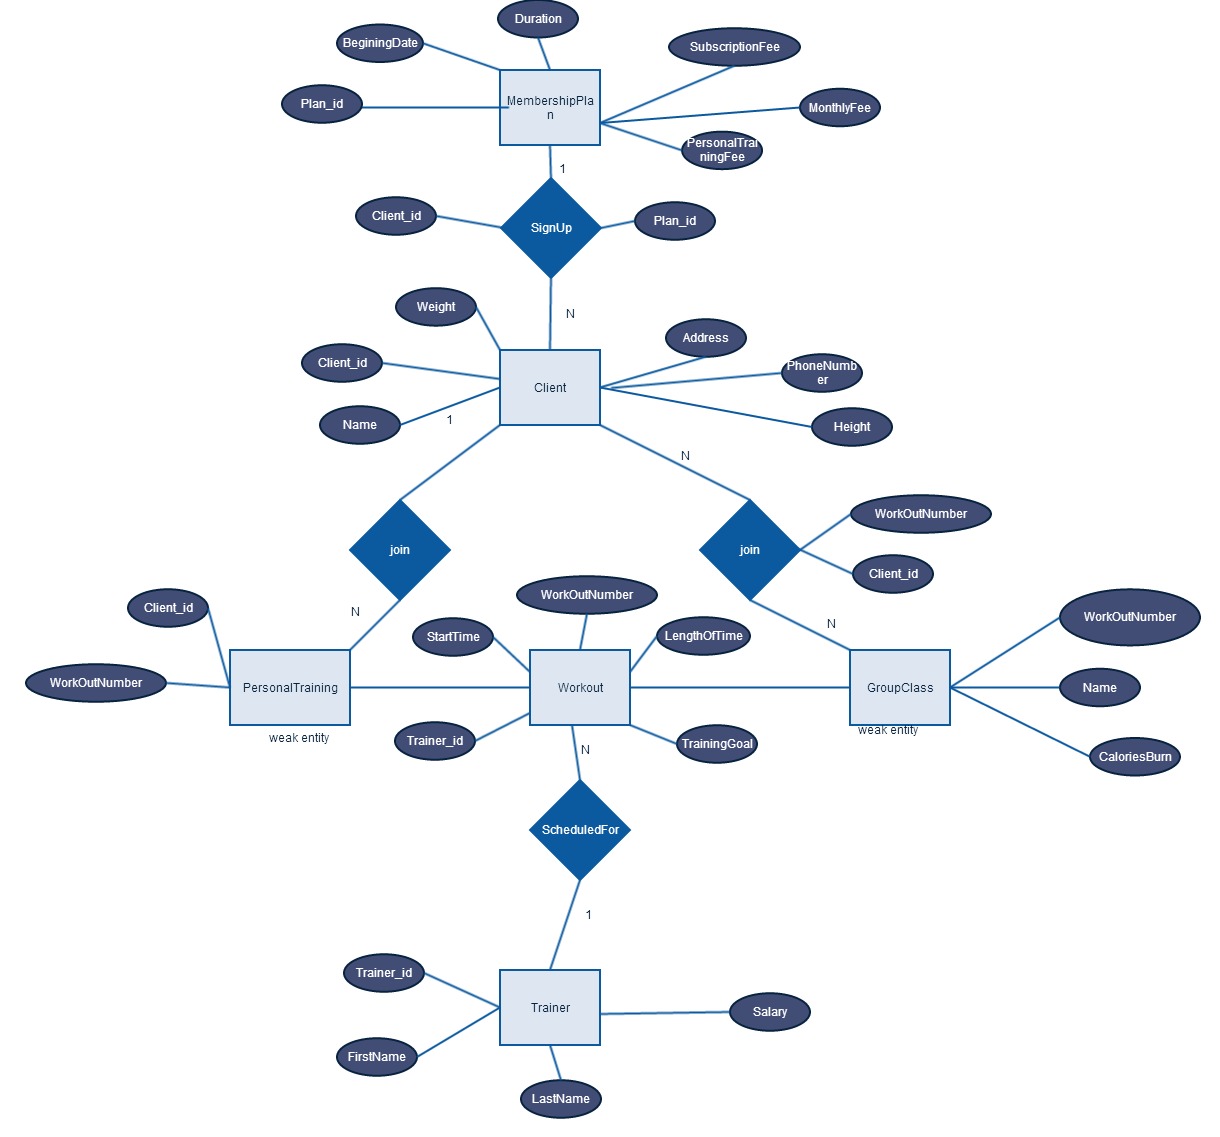 Duration
BeginingDate
SubscriptionFee
Plan_id
MembershipPla
n
MonthlyFee
PersonalTrai
ningFee
1
Client_id
SignUp
Plan_id
Weight
N
Address
Client_id
PhoneNumb
er
Client
Name
1
Height
N
WorkOutNumber
join
join
Client_id
WorkOutNumber
Client_id
N
StartTime
LengthOfTime
N
WorkOutNumber
WorkOutNumber
PersonalTraining
Workout
GroupClass
Name
weak entity
Trainer_id
N
TrainingGoal
weak entity
CaloriesBurn
ScheduledFor
1
Trainer_id
Trainer
Salary
FirstName
LastName